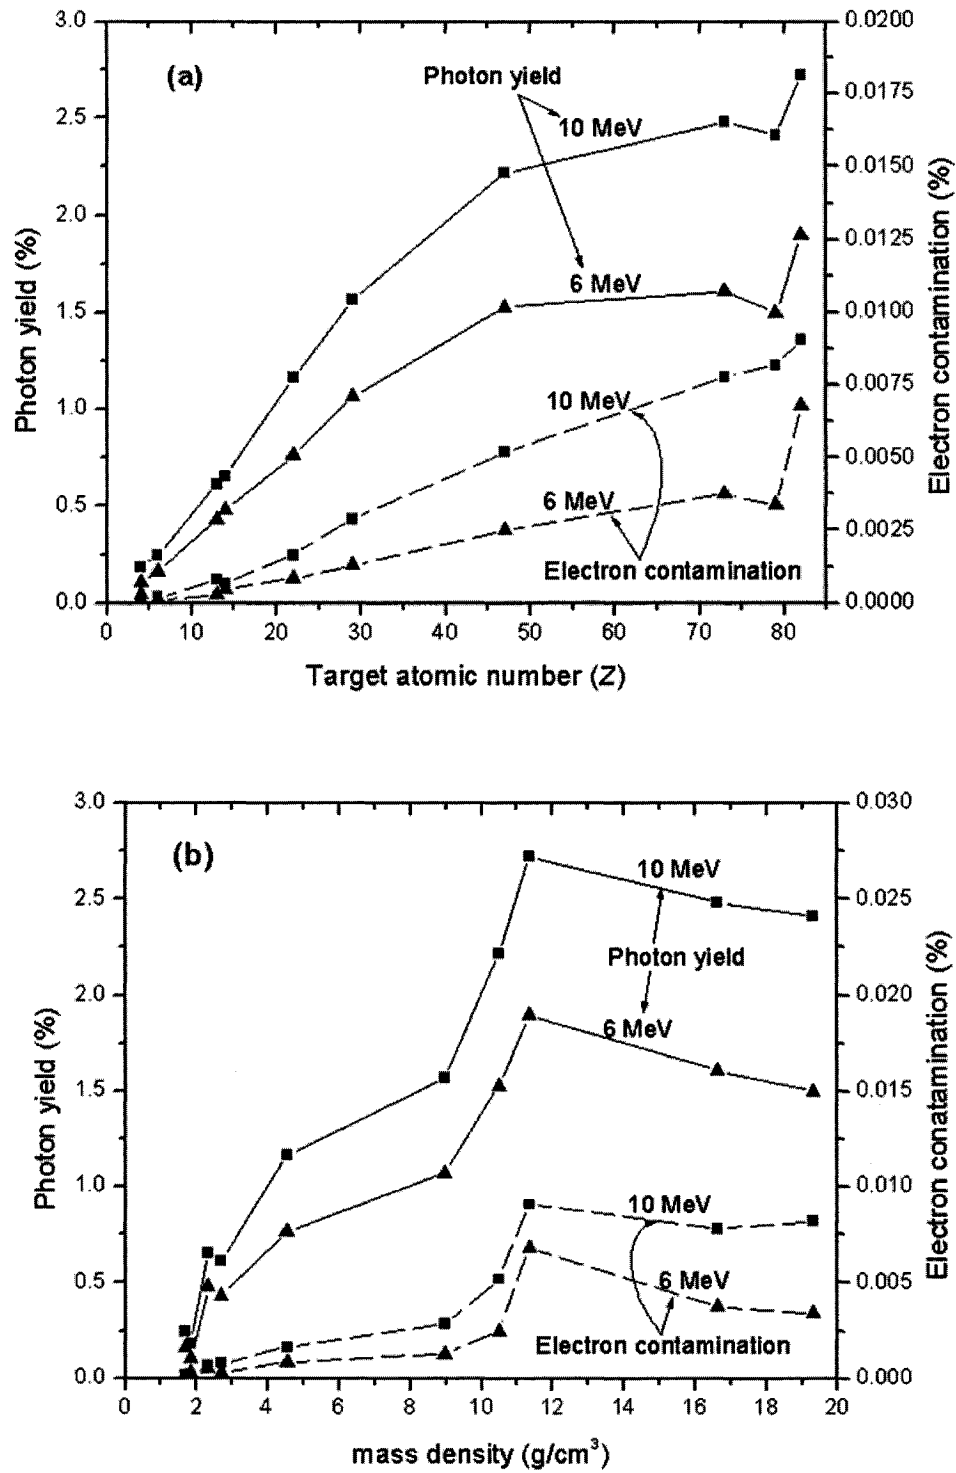 (a)
Photon yield
10 MeV
6 MeV
10 MeV
6 MeV
Electron contamination
3.0
2.5
2.0
1.5
1.0
0.5
0.0
Photon yield (%)
0.0200
0.0175
0.0150
0.0125
0.0100
0.0075
0.0050
0.0025
0.0000
Electron contamination (%)
0 10 20 30 40 50 60 70 80
Target atomic number (Z)
(b)
10 MeV
Photon yield
6 MeV
10 MeV
6 MeV
Electron contamination
3.0
2.5
2.0
1.5
1.0
0.5
0.0
Photon yield (%)
0.030
0.025
0.020
0.015
0.010
0.005
0.000
Electron conatamination (%)
0 2 4 6 8 10 12 14 16 18 20
mass density (g/cm³)